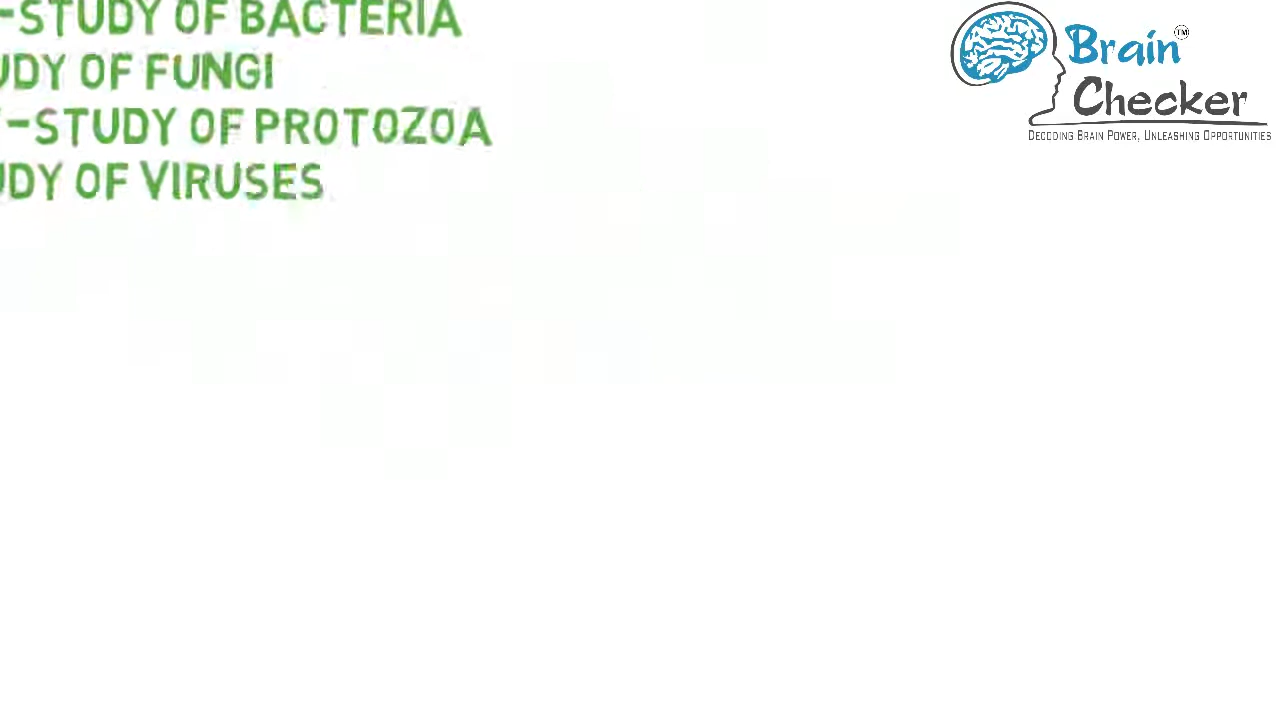 -STUDY OF BACTERIA
UDY OF FUNGI
-STUDY OF PROTOZOA
UDY OF VIRUSES
Brain TM
Checker
DECODING BRAIN POWER, UNLEASHING OPPORTUNITIES